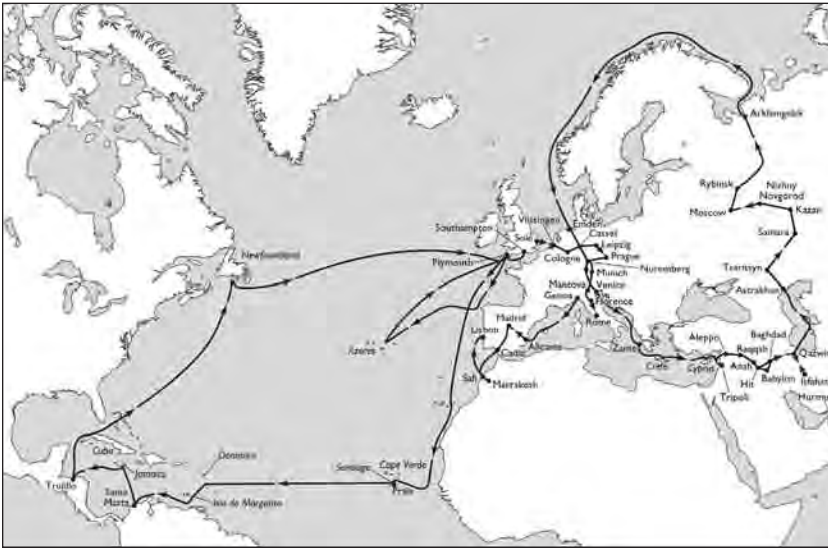 Arkhangelsk
Rybinsk
Nizhny
Novgorod
Moscow
Kazan
Samara
Tsaritsyn
Astrakhan
Vlissingen
Emden
Cassel
Southampton
Leipzig
Prague
Cologne
Plymouth
Newfoundland
Munich
Nuremberg
Mantova
Venice
Genoa
Florence
Rome
Madrid
Lisbon
Alicante
Cadiz
Zante
Crete
Aleppo
Cyprus
Raqqah
Baghdad
Qazwin
Anah
Hit
Babylon
Isfahan
Tripoli
Hurmuz
Safi
Marrakesh
Azores
Cuba
Jamaica
Trujillo
Santa
Marta
Dominica
Isla de Margarita
Santiago
Cape Verde
Praia